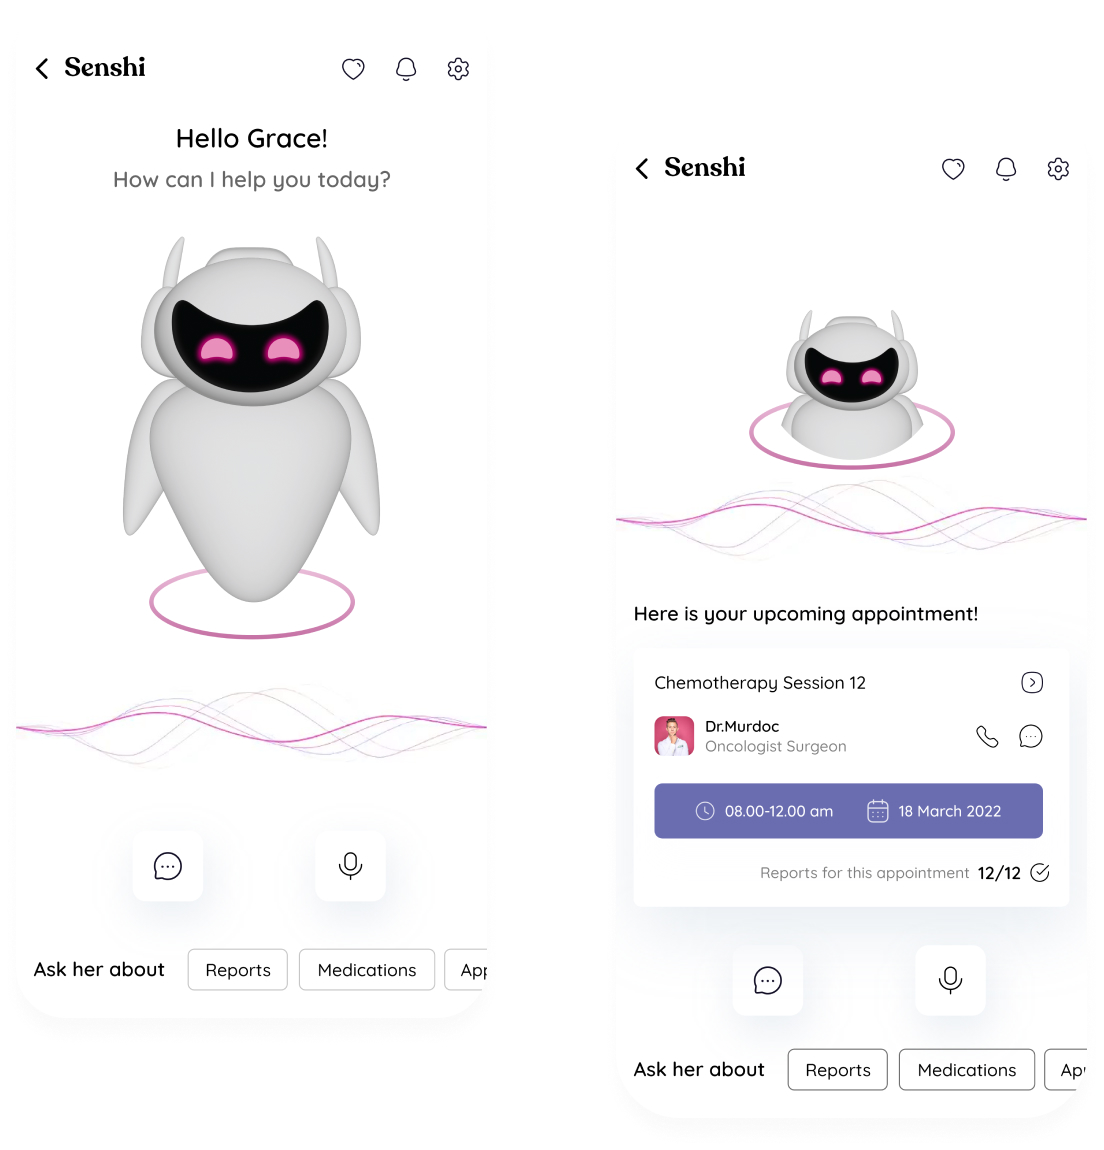 Senshi
Hello Grace!
How can I help you today?
Ask her about
Reports
Medications
App
Senshi
Here is your upcoming appointment!
Chemotherapy Session 12
Dr.Murdoc
Oncologist Surgeon
08.00-12.00 am
18 March 2022
Reports for this appointment 12/12
Ask her about
Reports
Medications
Ap